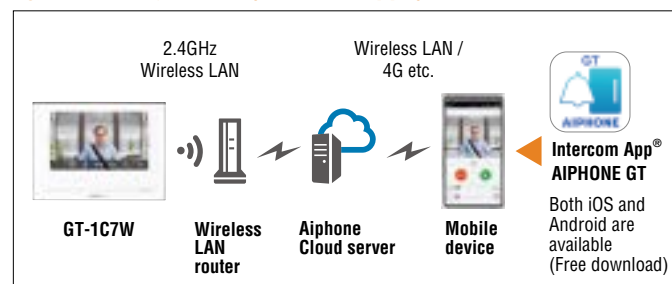 2.4GHz
Wireless LAN
Wireless LAN /
4G etc.
GT
AIPHONE
Intercom App®
AIPHONE GT
Both iOS and
Android are
available
(Free download)
GT-1C7W
Wireless
LAN
router
Aiphone
Cloud server
Mobile
device